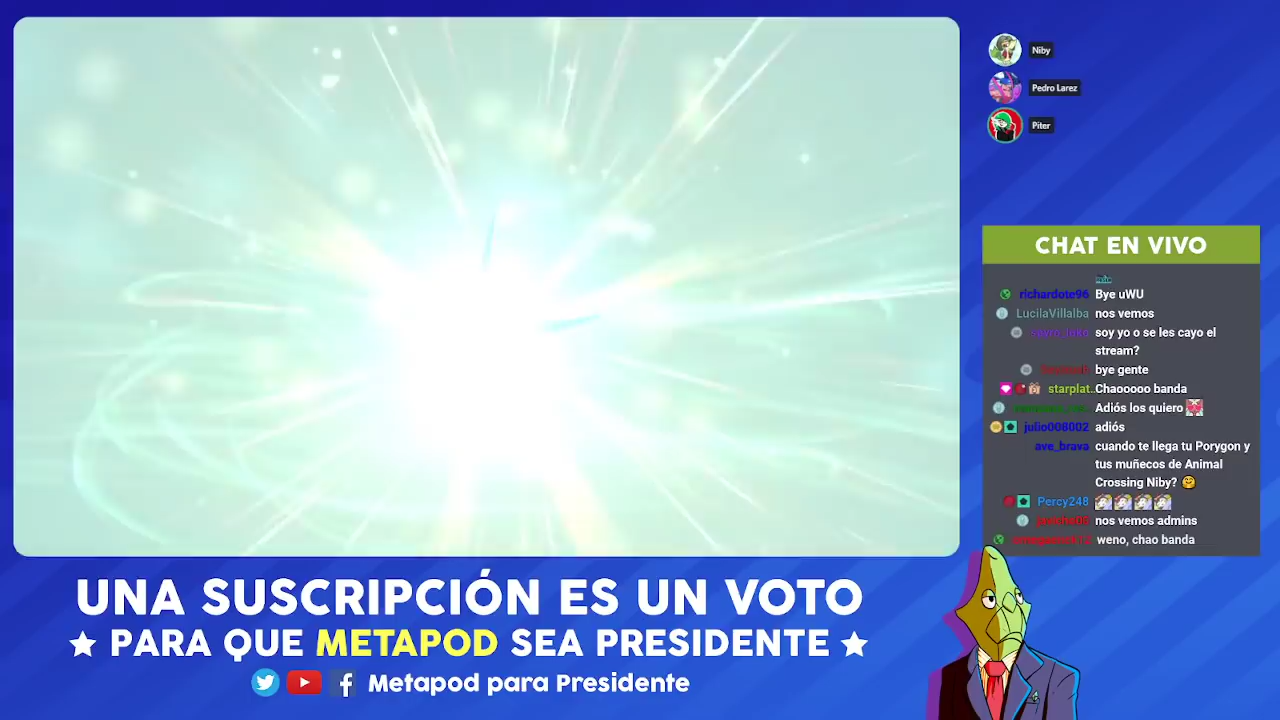 Niby
Pedro Larez
Piter
CHAT EN VIVO
richardote96 Bye uWU
LucilaVillalba nos vemos
soy yo o se les cayo el
stream?
bye gente
starplat.. Chaooooo banda
Adiós los quiero
julio008002 adiós
ave_brava cuando te llega tu Porygon y
tus muñecos de Animal
Crossing Niby?
Percy248
nos vemos admins
weno, chao banda
UNA SUSCRIPCIÓN ES UN VOTO
PARA QUE METAPOD SEA PRESIDENTE
Metapod para Presidente